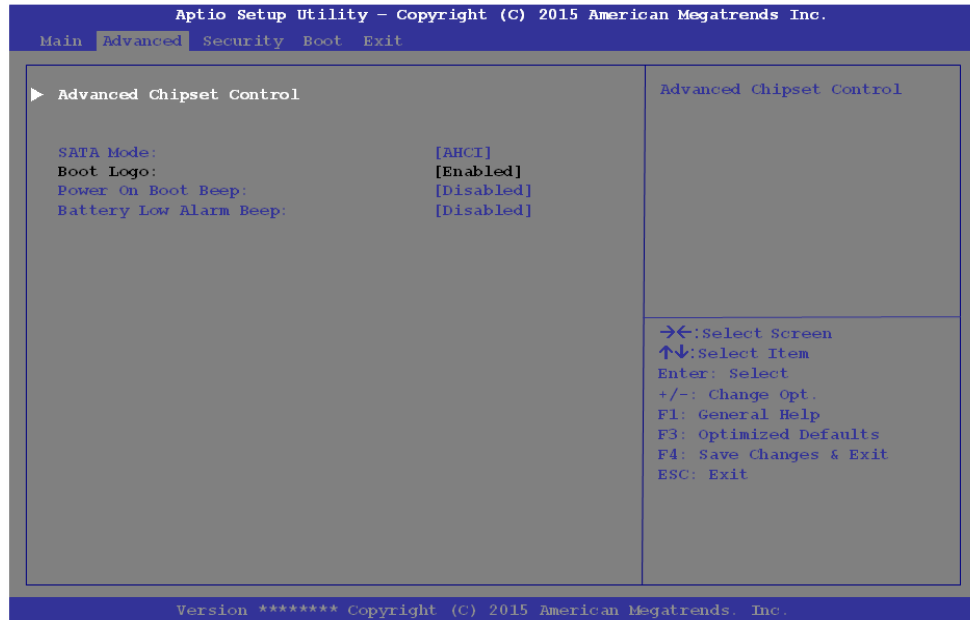 Aptio Setup Utility – Copyright (C) 2015 American Megatrends Inc.
Main Advanced Security Boot Exit
▶ Advanced Chipset Control
SATA Mode: [AHCI]
Boot Logo: [Enabled]
Power On Boot Beep: [Disabled]
Battery Low Alarm Beep: [Disabled]
Advanced Chipset Control
→←:Select Screen
↑↓:Select Item
Enter: Select
+/-: Change Opt.
F1: General Help
F3: Optimized Defaults
F4: Save Changes & Exit
ESC: Exit
Version ******** Copyright (C) 2015 American Megatrends. Inc.